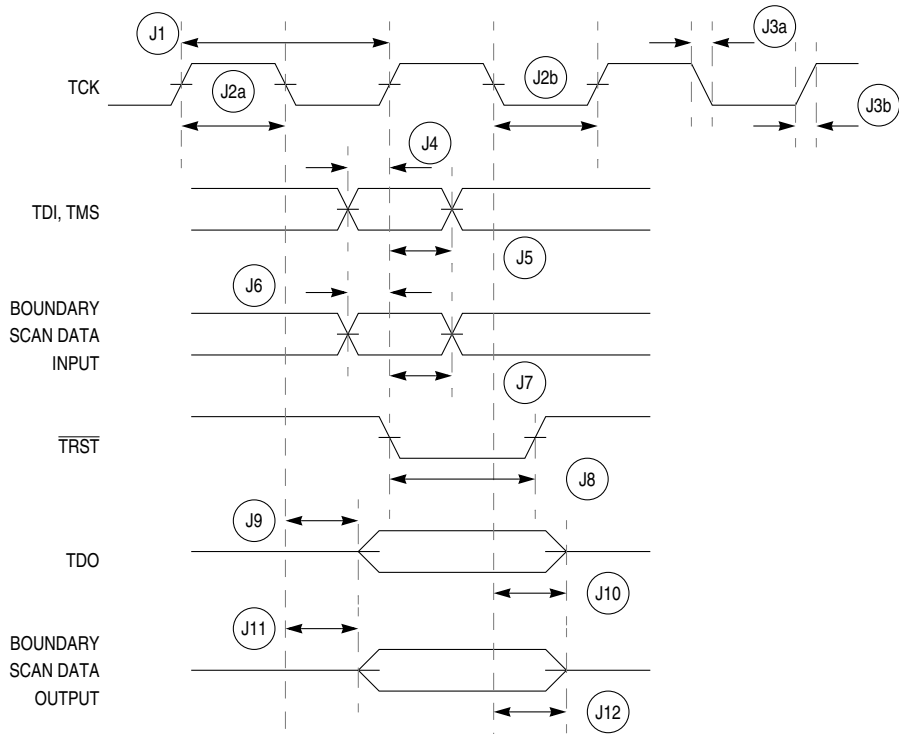 J1
J3a
TCK
J2a
J2b
J3b
J4
TDI, TMS
J5
J6
BOUNDARY
SCAN DATA
INPUT
J7
TRST
J8
J9
TDO
J10
J11
BOUNDARY
SCAN DATA
OUTPUT
J12